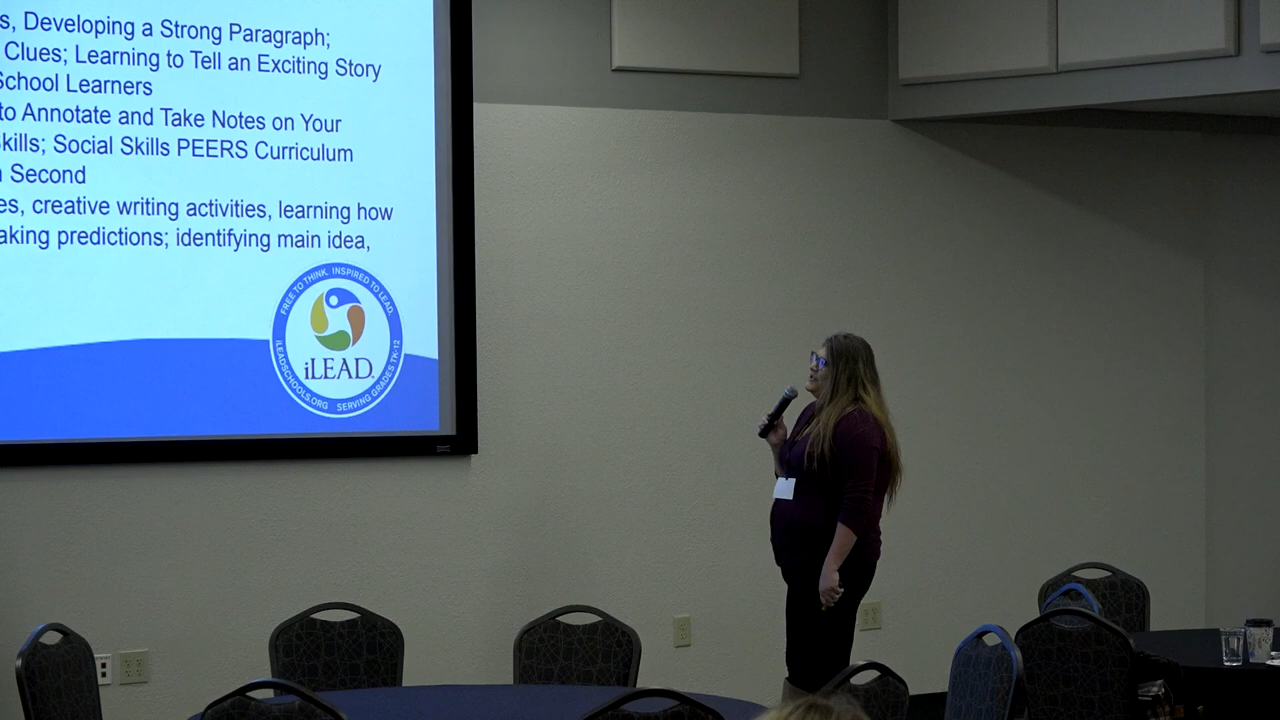 s, Developing a Strong Paragraph;
Clues; Learning to Tell an Exciting Story
School Learners
to Annotate and Take Notes on Your
Skills; Social Skills PEERS Curriculum
Second
es, creative writing activities, learning how
aking predictions; identifying main idea,
FREE TO THINK. INSPIRED TO LEAD.
iLEAD.
iLEADSCHOOLS.ORG SERVING GRADES TK-12